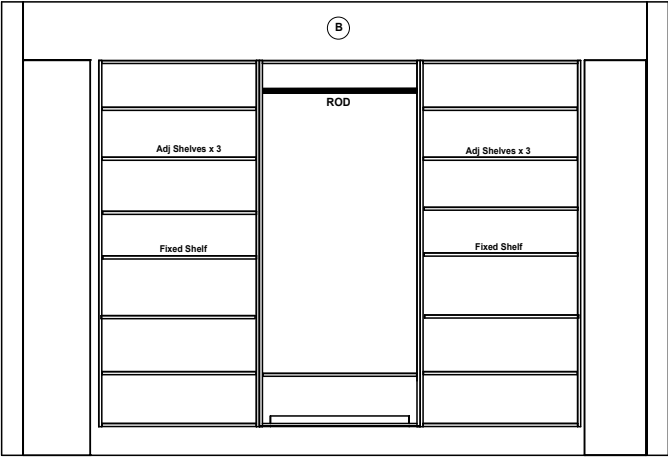 B
ROD
Adj Shelves x 3
Adj Shelves x 3
Fixed Shelf
Fixed Shelf